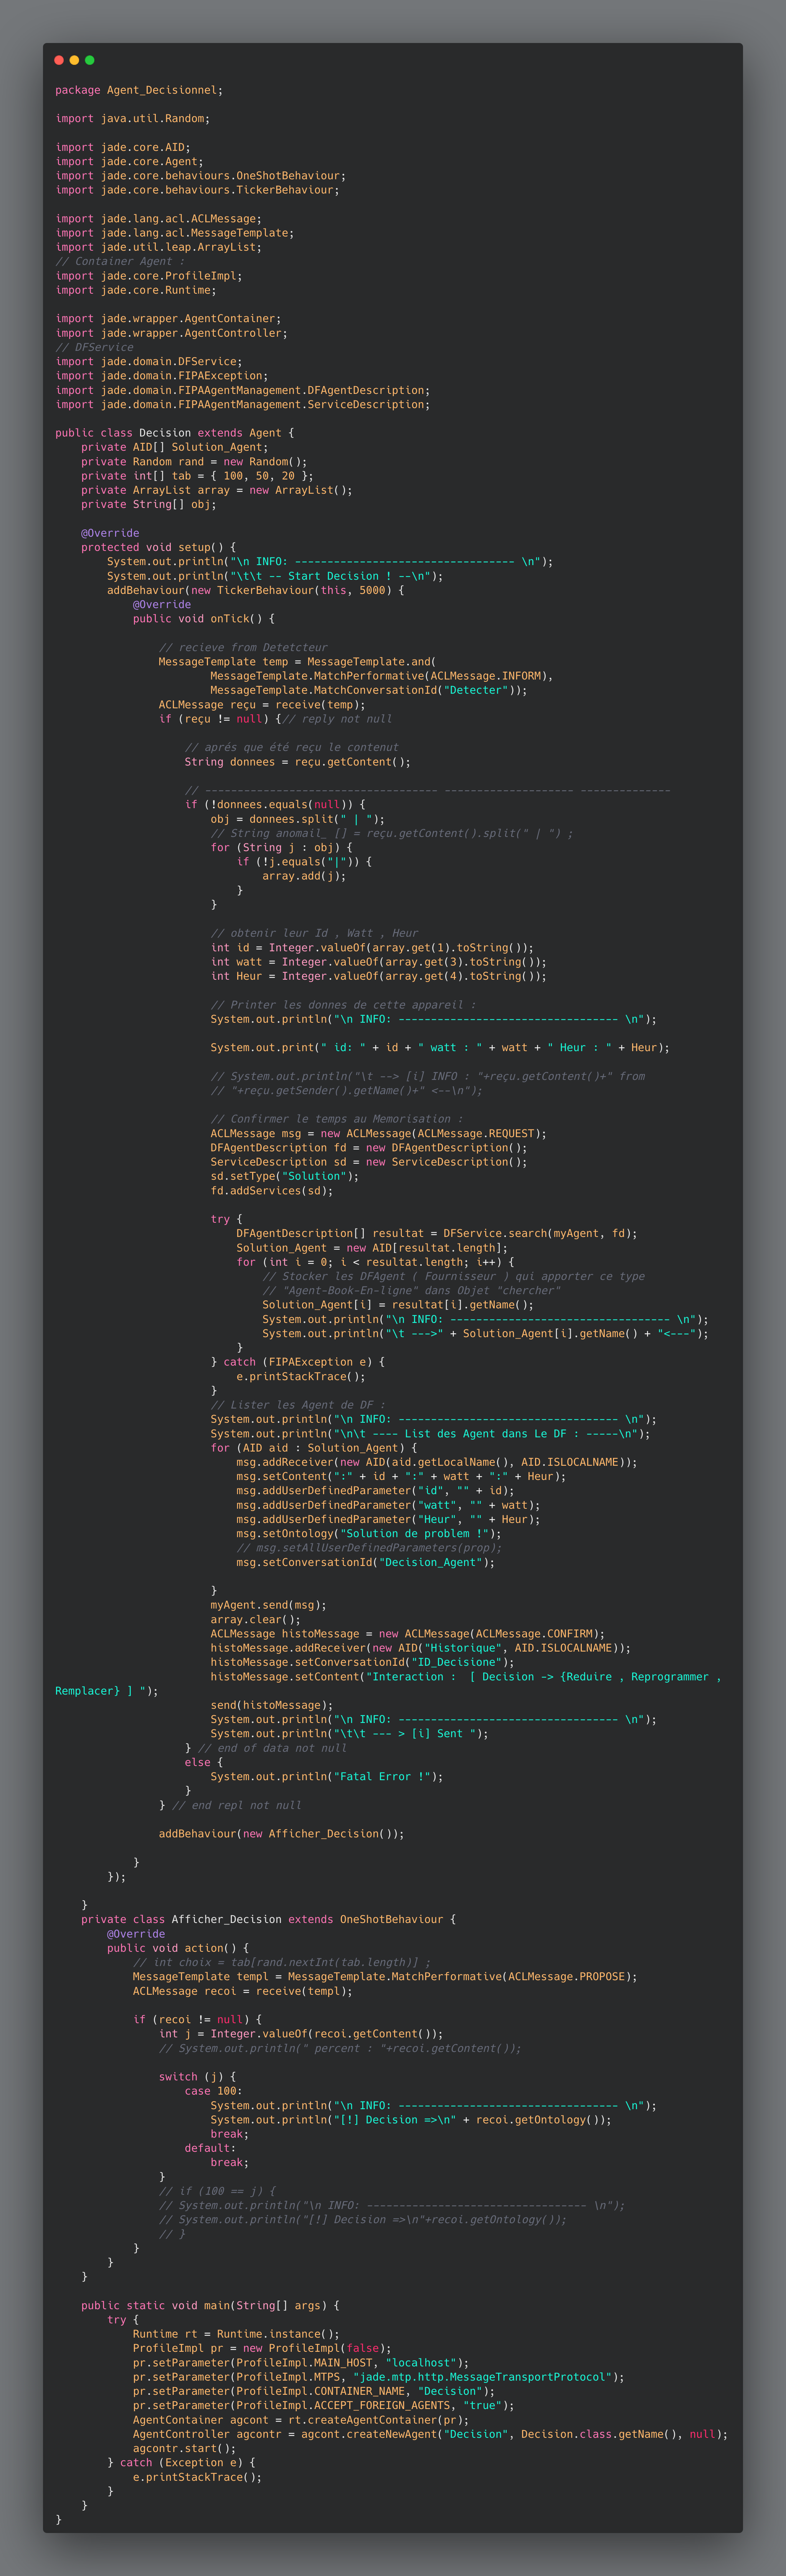 package Agent_Decisionnel;

import java.util.Random;

import jade.core.AID;
import jade.core.Agent;
import jade.core.behaviours.OneShotBehaviour;
import jade.core.behaviours.TickerBehaviour;

import jade.lang.acl.ACLMessage;
import jade.lang.acl.MessageTemplate;
import jade.util.leap.ArrayList;
// Container Agent :
import jade.core.ProfileImpl;
import jade.core.Runtime;

import jade.wrapper.AgentContainer;
import jade.wrapper.AgentController;
// DFService
import jade.domain.DFService;
import jade.domain.FIPAException;
import jade.domain.FIPAAgentManagement.DFAgentDescription;
import jade.domain.FIPAAgentManagement.ServiceDescription;

public class Decision extends Agent {
    private AID[] Solution_Agent;
    private Random rand = new Random();
    private int[] tab = { 100, 50, 20 };
    private ArrayList array = new ArrayList();
    private String[] obj;

    @Override
    protected void setup() {
        System.out.println("\n INFO: ---------------------------------- \n");
        System.out.println("\t\t -- Start Decision ! --\n");
        addBehaviour(new TickerBehaviour(this, 5000) {
            @Override
            public void onTick() {

                // recieve from Detetcteur
                MessageTemplate temp = MessageTemplate.and(
                        MessageTemplate.MatchPerformative(ACLMessage.INFORM),
                        MessageTemplate.MatchConversationId("Detecter"));
                ACLMessage reçu = receive(temp);
                if (reçu != null) {// reply not null

                    // aprés que été reçu le contenut
                    String donnees = reçu.getContent();

                    // ------------------------------------ -------------------- --------------
                    if (!donnees.equals(null)) {
                        obj = donnees.split(" | ");
                        // String anomail_ [] = reçu.getContent().split(" | ") ;
                        for (String j : obj) {
                            if (!j.equals("|")) {
                                array.add(j);
                            }
                        }

                        // obtenir leur Id , Watt , Heur
                        int id = Integer.valueOf(array.get(1).toString());
                        int watt = Integer.valueOf(array.get(3).toString());
                        int Heur = Integer.valueOf(array.get(4).toString());

                        // Printer les donnes de cette appareil :
                        System.out.println("\n INFO: ---------------------------------- \n");

                        System.out.print(" id: " + id + " watt : " + watt + " Heur : " + Heur);

                        // System.out.println("\t --> [i] INFO : "+reçu.getContent()+" from
                        // "+reçu.getSender().getName()+" <--\n");

                        // Confirmer le temps au Memorisation :
                        ACLMessage msg = new ACLMessage(ACLMessage.REQUEST);
                        DFAgentDescription fd = new DFAgentDescription();
                        ServiceDescription sd = new ServiceDescription();
                        sd.setType("Solution");
                        fd.addServices(sd);

                        try {
                            DFAgentDescription[] resultat = DFService.search(myAgent, fd);
                            Solution_Agent = new AID[resultat.length];
                            for (int i = 0; i < resultat.length; i++) {
                                // Stocker les DFAgent ( Fournisseur ) qui apporter ce type
                                // "Agent-Book-En-ligne" dans Objet "chercher"
                                Solution_Agent[i] = resultat[i].getName();
                                System.out.println("\n INFO: ---------------------------------- \n");
                                System.out.println("\t --->" + Solution_Agent[i].getName() + "<---");
                            }
                        } catch (FIPAException e) {
                            e.printStackTrace();
                        }
                        // Lister les Agent de DF :
                        System.out.println("\n INFO: ---------------------------------- \n");
                        System.out.println("\n\t ---- List des Agent dans Le DF : -----\n");
                        for (AID aid : Solution_Agent) {
                            msg.addReceiver(new AID(aid.getLocalName(), AID.ISLOCALNAME));
                            msg.setContent(":" + id + ":" + watt + ":" + Heur);
                            msg.addUserDefinedParameter("id", "" + id);
                            msg.addUserDefinedParameter("watt", "" + watt);
                            msg.addUserDefinedParameter("Heur", "" + Heur);
                            msg.setOntology("Solution de problem !");
                            // msg.setAllUserDefinedParameters(prop);
                            msg.setConversationId("Decision_Agent");

                        }
                        myAgent.send(msg);
                        array.clear();
                        ACLMessage histoMessage = new ACLMessage(ACLMessage.CONFIRM);
                        histoMessage.addReceiver(new AID("Historique", AID.ISLOCALNAME));
                        histoMessage.setConversationId("ID_Decisione");
                        histoMessage.setContent("Interaction :  [ Decision -> {Reduire , Reprogrammer ,
Remplacer} ] ");
                        send(histoMessage);
                        System.out.println("\n INFO: ---------------------------------- \n");
                        System.out.println("\t\t --- > [i] Sent ");
                    } // end of data not null
                    else {
                        System.out.println("Fatal Error !");
                    }
                } // end repl not null

                addBehaviour(new Afficher_Decision());

            }
        });

    }
    private class Afficher_Decision extends OneShotBehaviour {
        @Override
        public void action() {
            // int choix = tab[rand.nextInt(tab.length)] ;
            MessageTemplate templ = MessageTemplate.MatchPerformative(ACLMessage.PROPOSE);
            ACLMessage recoi = receive(templ);

            if (recoi != null) {
                int j = Integer.valueOf(recoi.getContent());
                // System.out.println(" percent : "+recoi.getContent());

                switch (j) {
                    case 100:
                        System.out.println("\n INFO: ---------------------------------- \n");
                        System.out.println("[!] Decision =>\n" + recoi.getOntology());
                        break;
                    default:
                        break;
                }
                // if (100 == j) {
                // System.out.println("\n INFO: ---------------------------------- \n");
                // System.out.println("[!] Decision =>\n"+recoi.getOntology());
                // }
            }
        }
    }

    public static void main(String[] args) {
        try {
            Runtime rt = Runtime.instance();
            ProfileImpl pr = new ProfileImpl(false);
            pr.setParameter(ProfileImpl.MAIN_HOST, "localhost");
            pr.setParameter(ProfileImpl.MTPS, "jade.mtp.http.MessageTransportProtocol");
            pr.setParameter(ProfileImpl.CONTAINER_NAME, "Decision");
            pr.setParameter(ProfileImpl.ACCEPT_FOREIGN_AGENTS, "true");
            AgentContainer agcont = rt.createAgentContainer(pr);
            AgentController agcontr = agcont.createNewAgent("Decision", Decision.class.getName(), null);
            agcontr.start();
        } catch (Exception e) {
            e.printStackTrace();
        }
    }
}